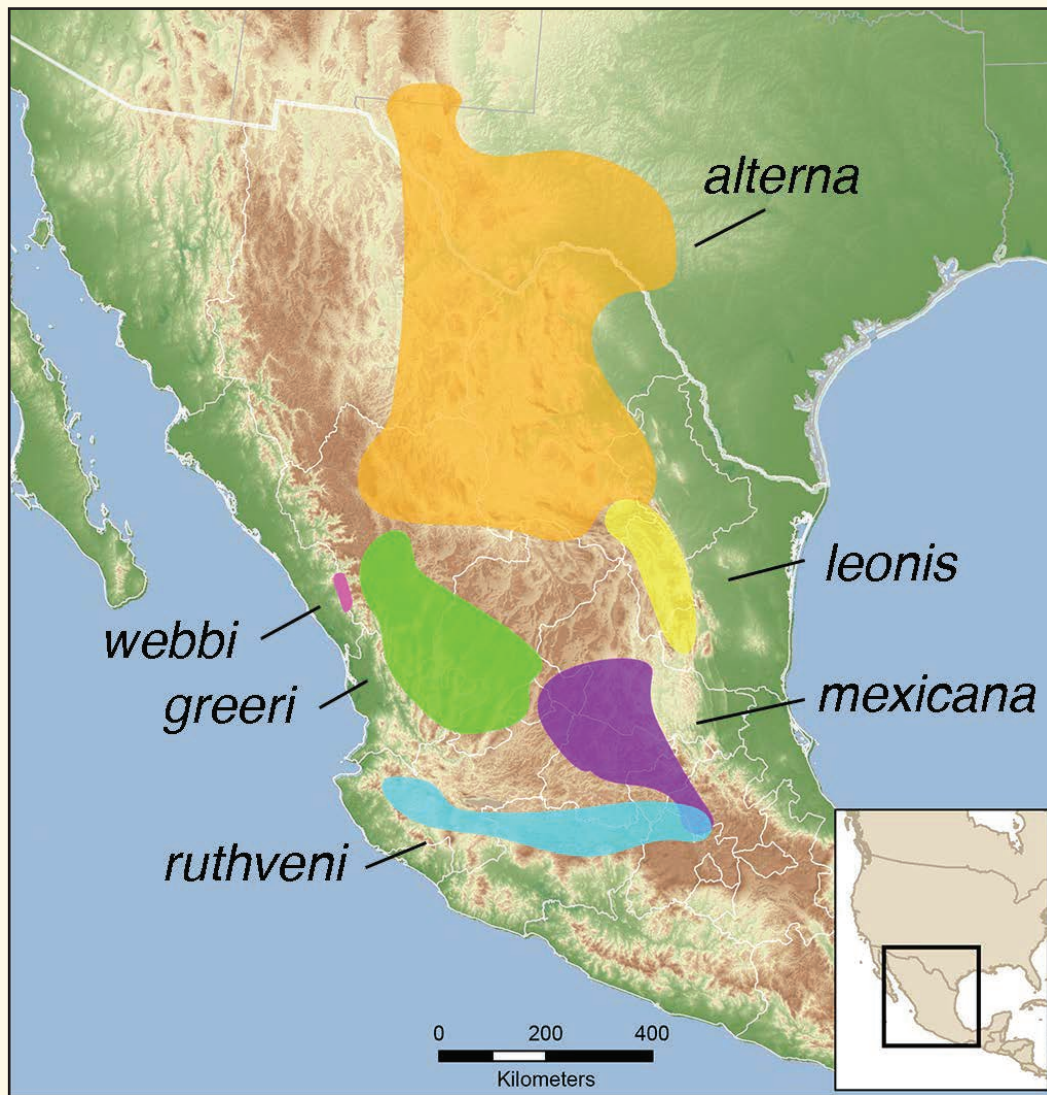 alterna
leonis
webbi
greeri
mexicana
ruthveni
0 200 400
Kilometers